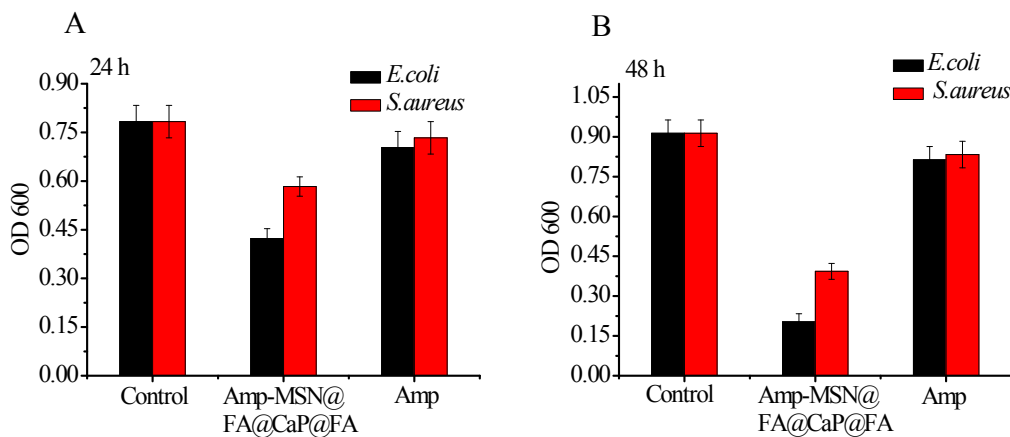 A
24 h
E.coli
S.aureus
0.90
0.75
0.60
0.45
0.30
0.15
0.00
OD 600
Control
Amp-MSN@
FA@CaP@FA
Amp
B
48 h
E.coli
S.aureus
1.05
0.90
0.75
0.60
0.45
0.30
0.15
0.00
OD 600
Control
Amp-MSN@
FA@CaP@FA
Amp